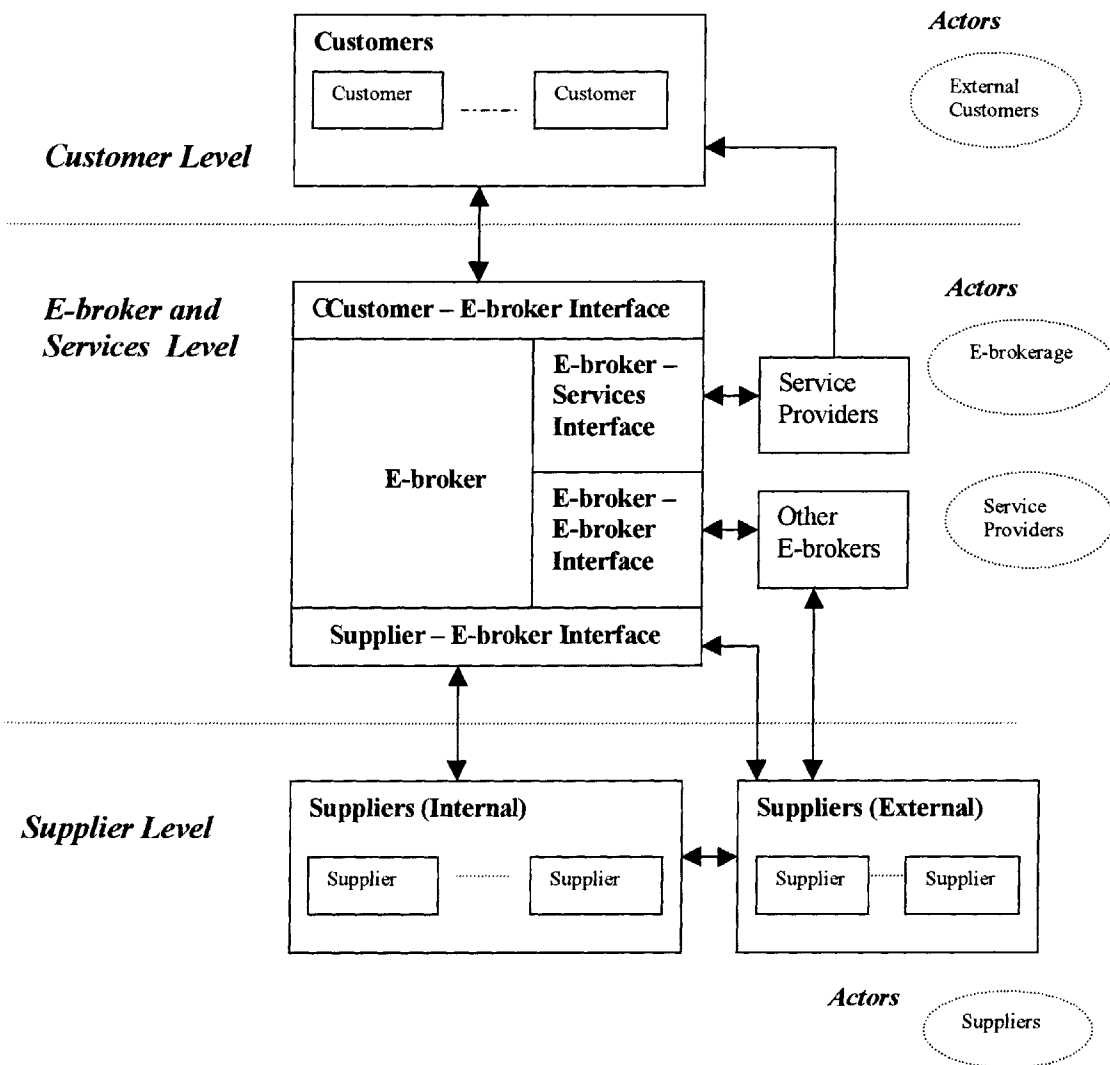 Actors
Customers
External
Customers
Customer
Customer
Customer Level
E-broker and
Services Level
Actors
CCustomer – E-broker Interface
E-brokerage
E-broker –
Services
Interface
Service
Providers
E-broker
E-broker –
E-broker
Interface
Other
E-brokers
Service
Providers
Supplier – E-broker Interface
Supplier Level
Suppliers (Internal)
Suppliers (External)
Supplier
Supplier
Supplier
Supplier
Actors
Suppliers